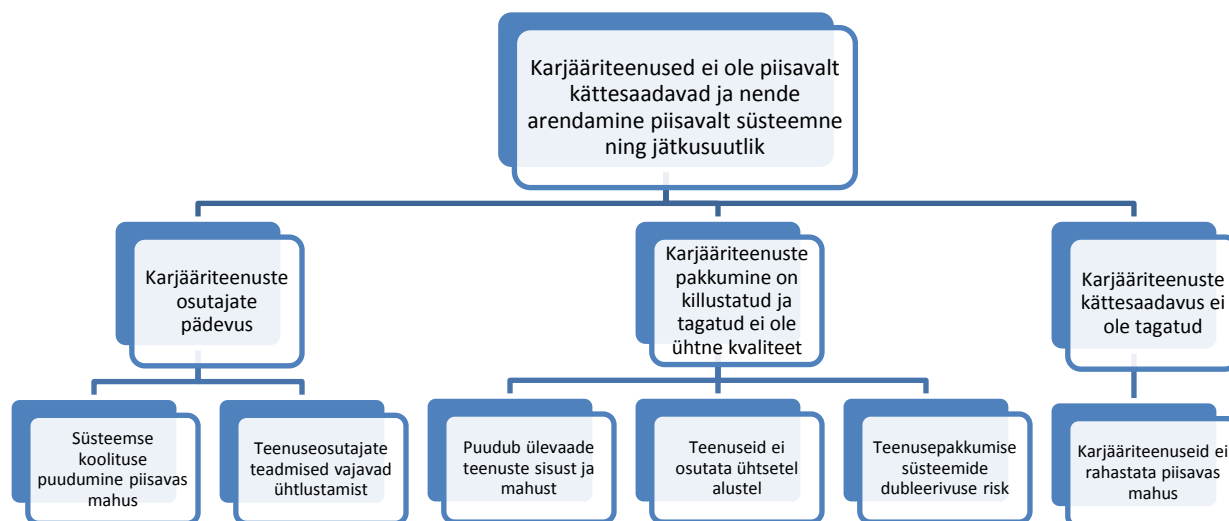 Karjääriteenused ei ole piisavalt
kättesaadavad ja nende
arendamine piisavalt süsteemne
ning jätkusuutlik
Karjääriteenuste
osutajate
pädevus
Karjääriteenuste
pakkumine on
killustatud ja
tagatud ei ole
ühtne kvaliteet
Karjääriteenuste
kättesaadavus ei
ole tagatud
Süsteemse
koolituse
puudumine piisavas
mahus
Teenuseosutajate
teadmised vajavad
ühtlustamist
Puudub ülevaade
teenuste sisust ja
mahust
Teenuseid ei
osutata ühtsetel
alustel
Teenusepakkumise
süsteemide
dubleerivuse risk
Karjääriteenuseid ei
rahastata piisavas
mahus